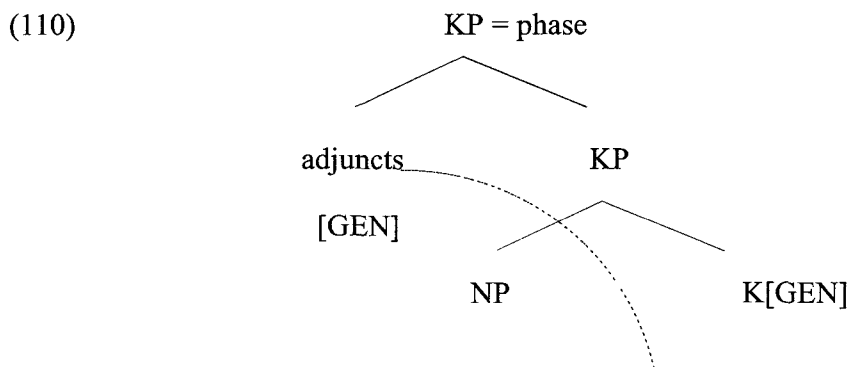 (110) KP = phase
adjuncts KP
[GEN]
NP K[GEN]